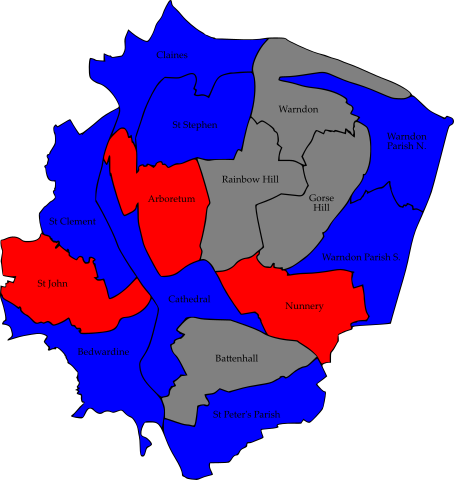 Claines
St Stephen
Warndon
Warndon
Parish N.
Rainbow Hill
Arboretum
Gorse
Hill
St Clement
Warndon Parish S.
St John
Cathedral
Nunnery
Bedwardine
Battenhall
St Peter's Parish